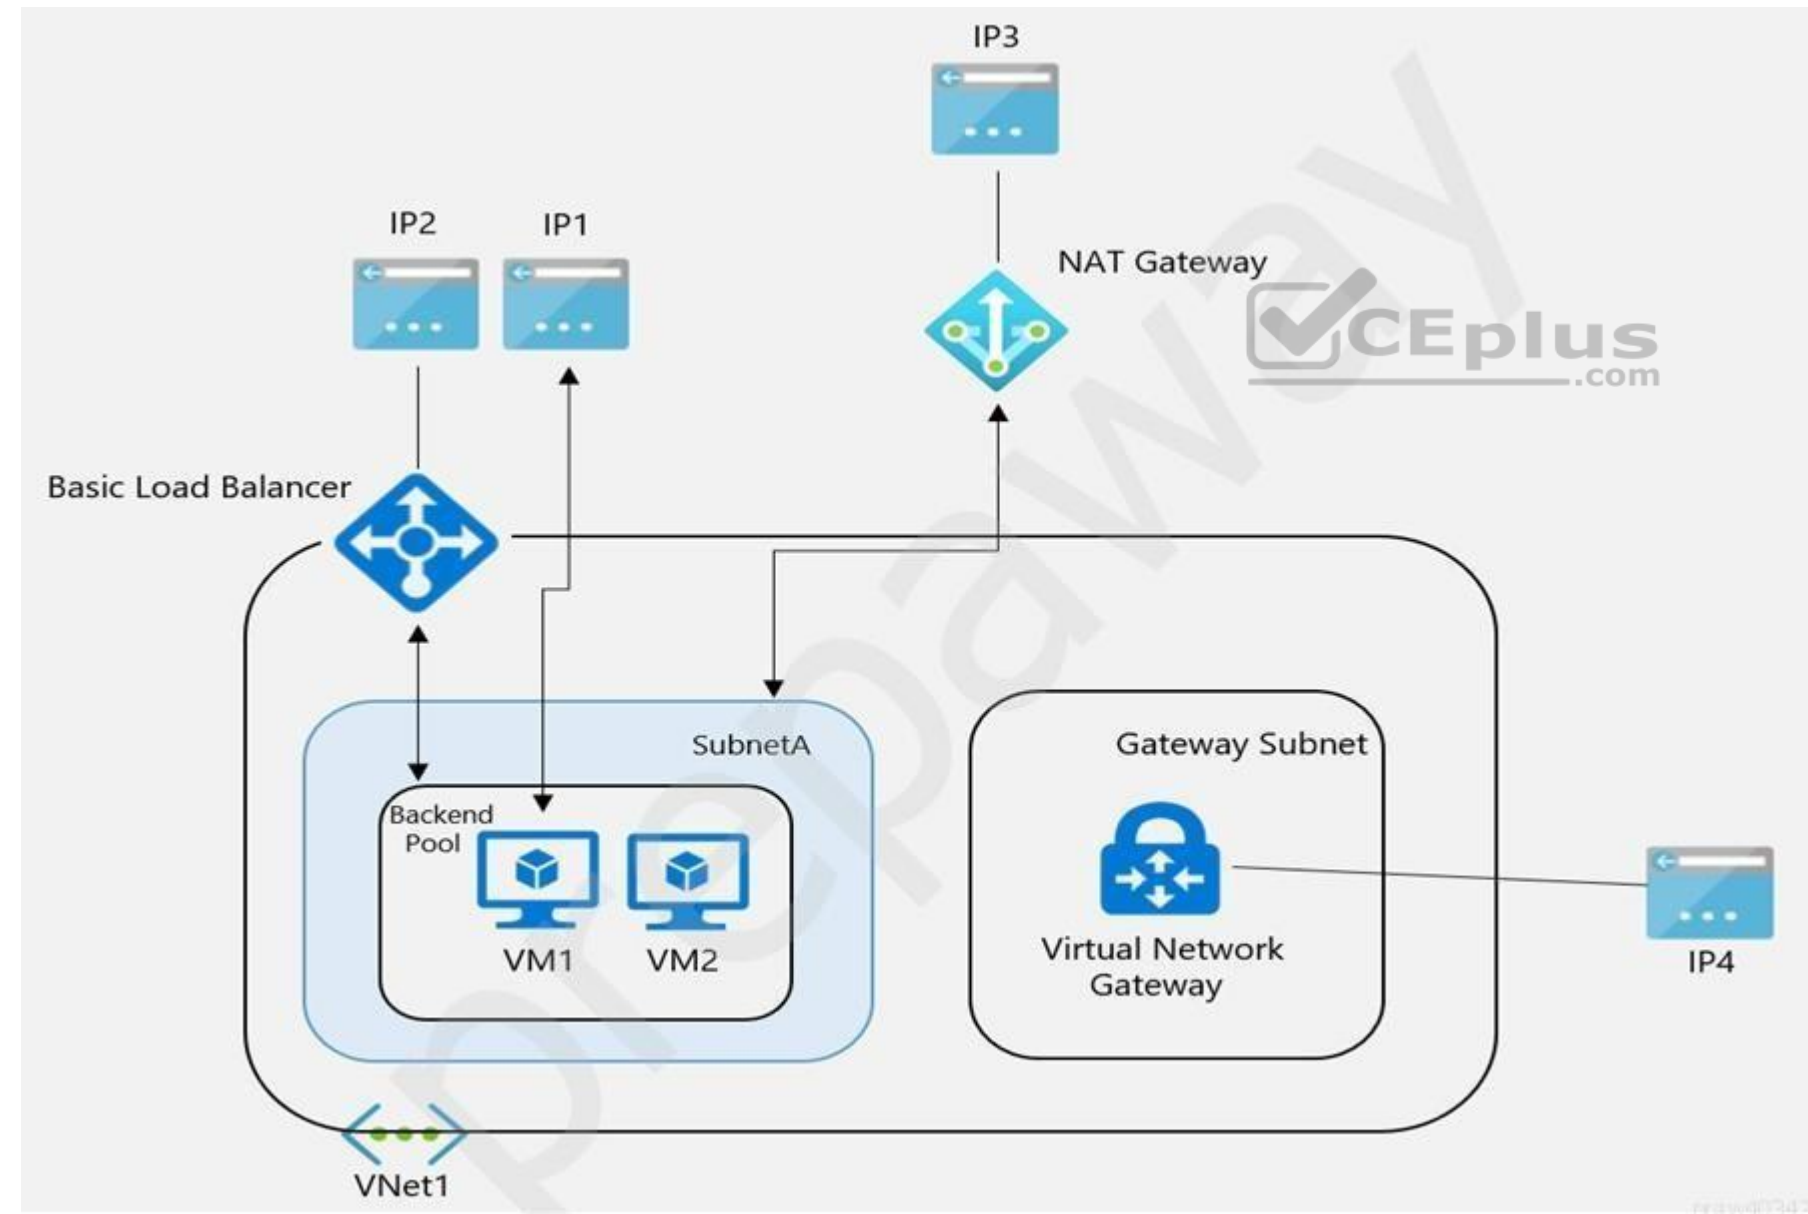 IP3
IP2
IP1
NAT Gateway
CEplus
.com
Basic Load Balancer
SubnetA
Gateway Subnet
Backend
Pool
VM1
VM2
Virtual Network
Gateway
IP4
VNet1
prepaway